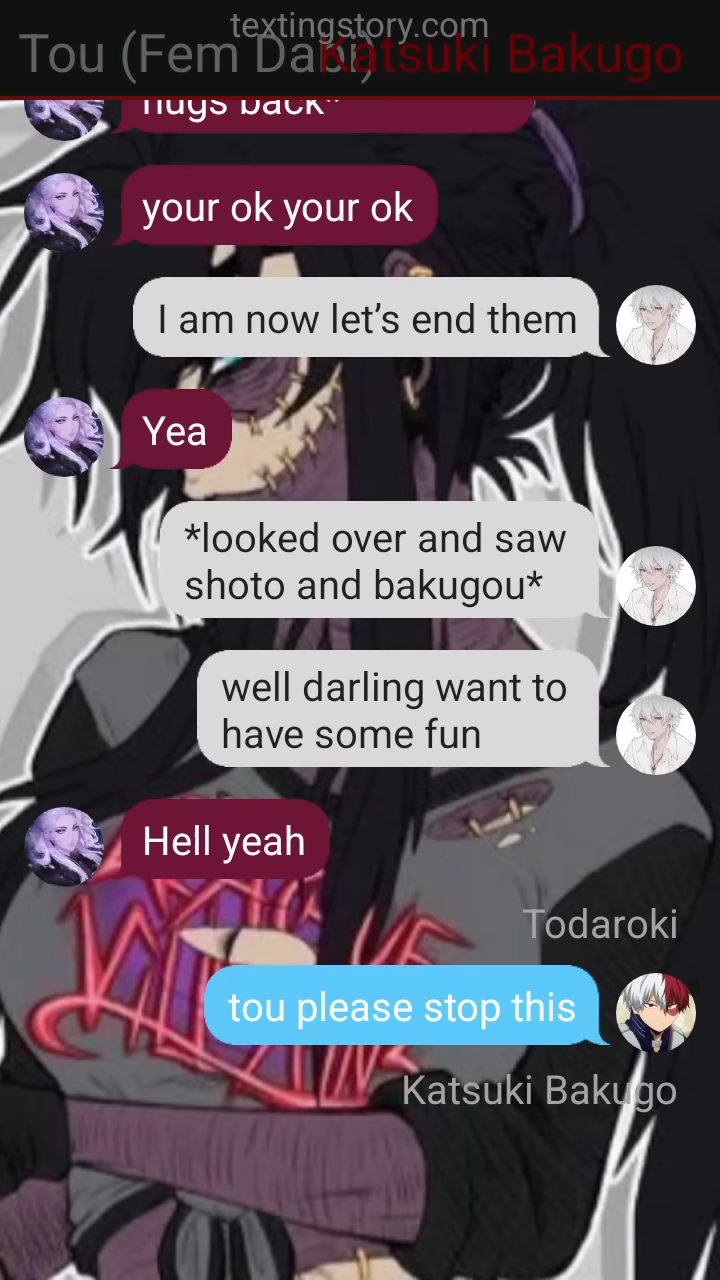 textingstory.com
Tou (Fem Dabi)
Katsuki Bakugo
hugs back*
your ok your ok
I am now let’s end them
Yea
*looked over and saw
shoto and bakugou*
well darling want to
have some fun
Hell yeah
Todaroki
tou please stop this
Katsuki Bakugo